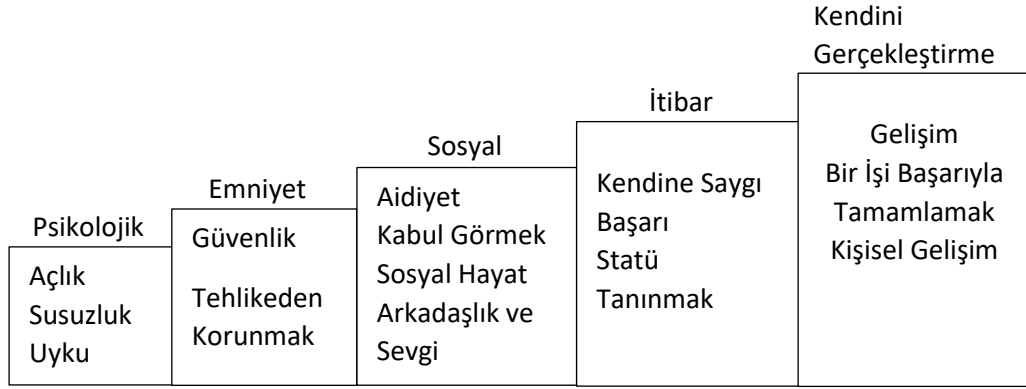 Psikolojik
Açlık
Susuzluk
Uyku
Emniyet
Güvenlik
Tehlikeden
Korunmak
Sosyal
Aidiyet
Kabul Görmek
Sosyal Hayat
Arkadaşlık ve
Sevgi
İtibar
Kendine Saygı
Başarı
Statü
Tanınmak
Kendini
Gerçekleştirme
Gelişim
Bir İşi Başarıyla
Tamamlamak
Kişisel Gelişim